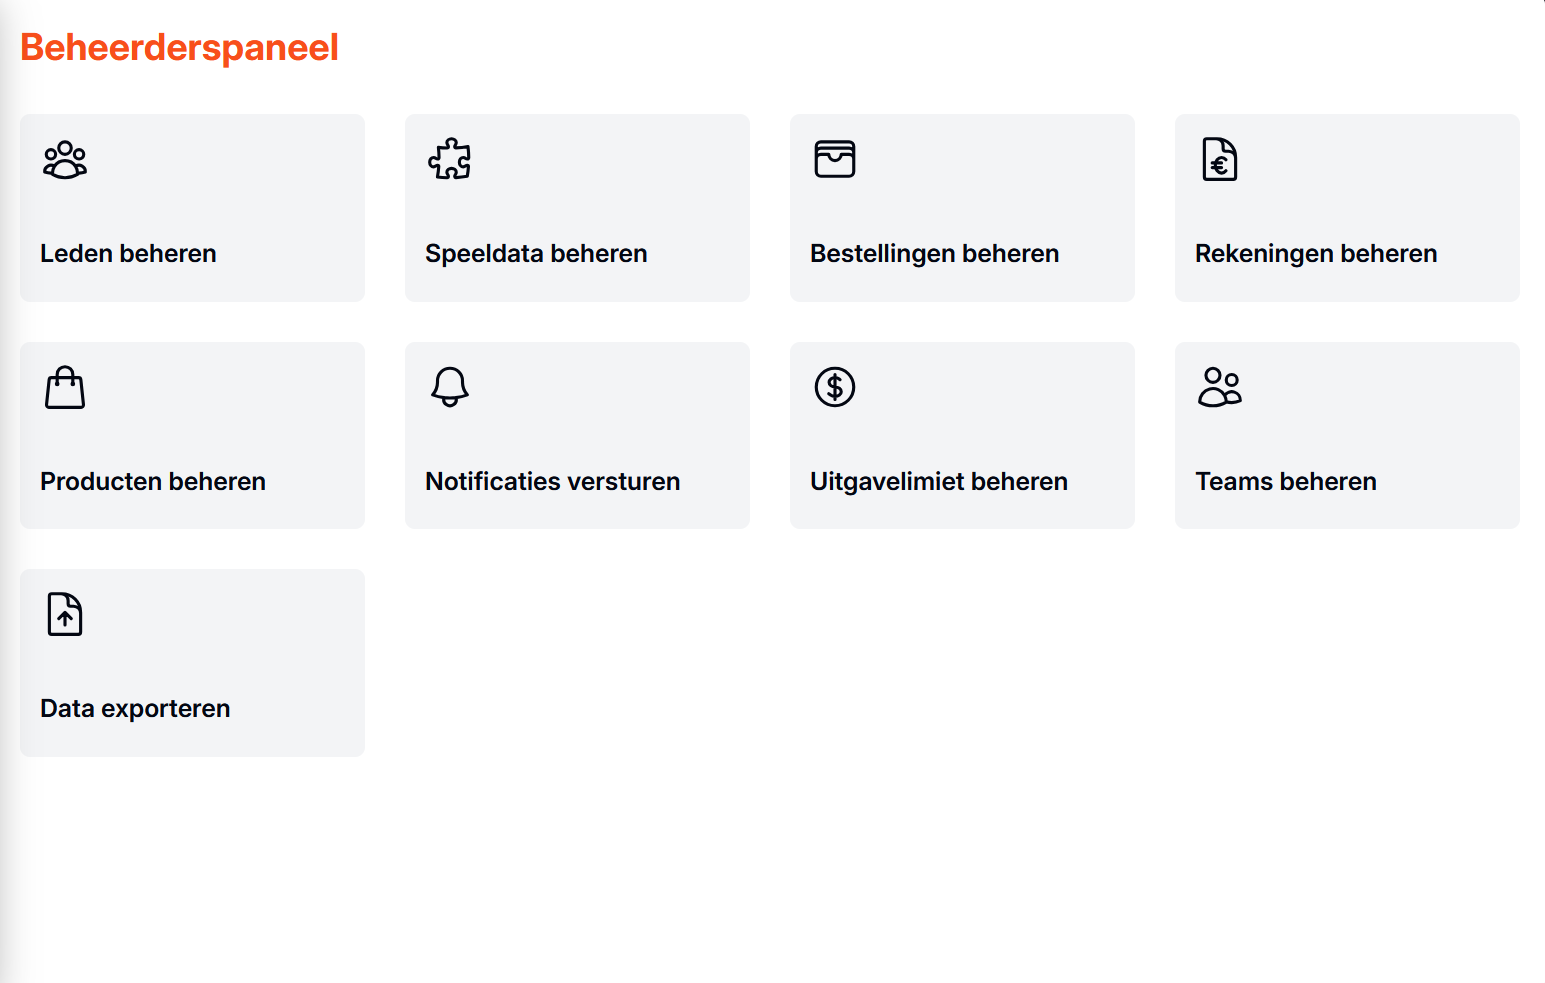 Beheerderspaneel
Leden beheren
Speeldata beheren
Bestellingen beheren
Rekeningen beheren
Producten beheren
Notificaties versturen
Uitgavelimiet beheren
Teams beheren
Data exporteren